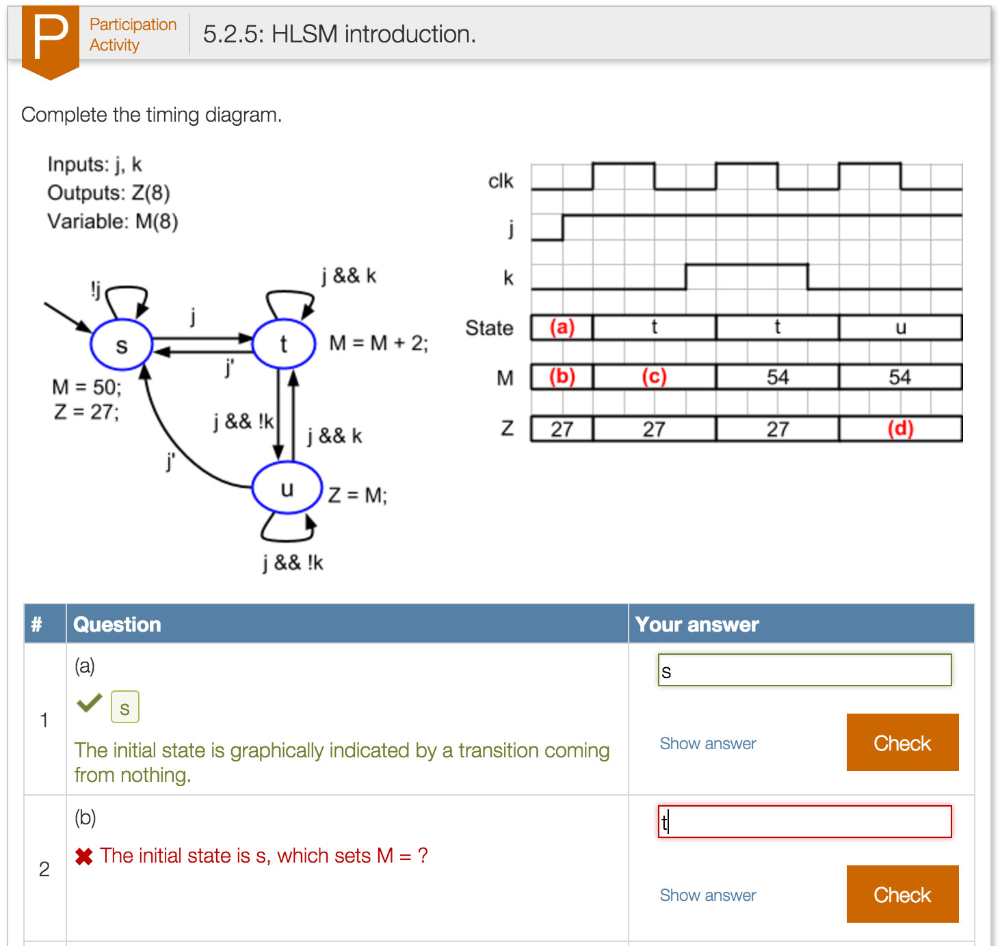 P
Participation
Activity
5.2.5: HLSM introduction.
Complete the timing diagram.
Inputs: j, k
Outputs: Z(8)
Variable: M(8)
!j
j
j && k
s
t
M = M + 2;
j'
M = 50;
Z = 27;
j && !k
j && k
j'
u
Z = M;
j && !k
clk
j
k
State (a) t t u
M (b) (c) 54 54
Z 27 27 27 (d)
# Question Your answer
1
(a)
s
The initial state is graphically indicated by a transition coming
from nothing.
s
Show answer Check
2
(b)
The initial state is s, which sets M = ?
t
Show answer Check